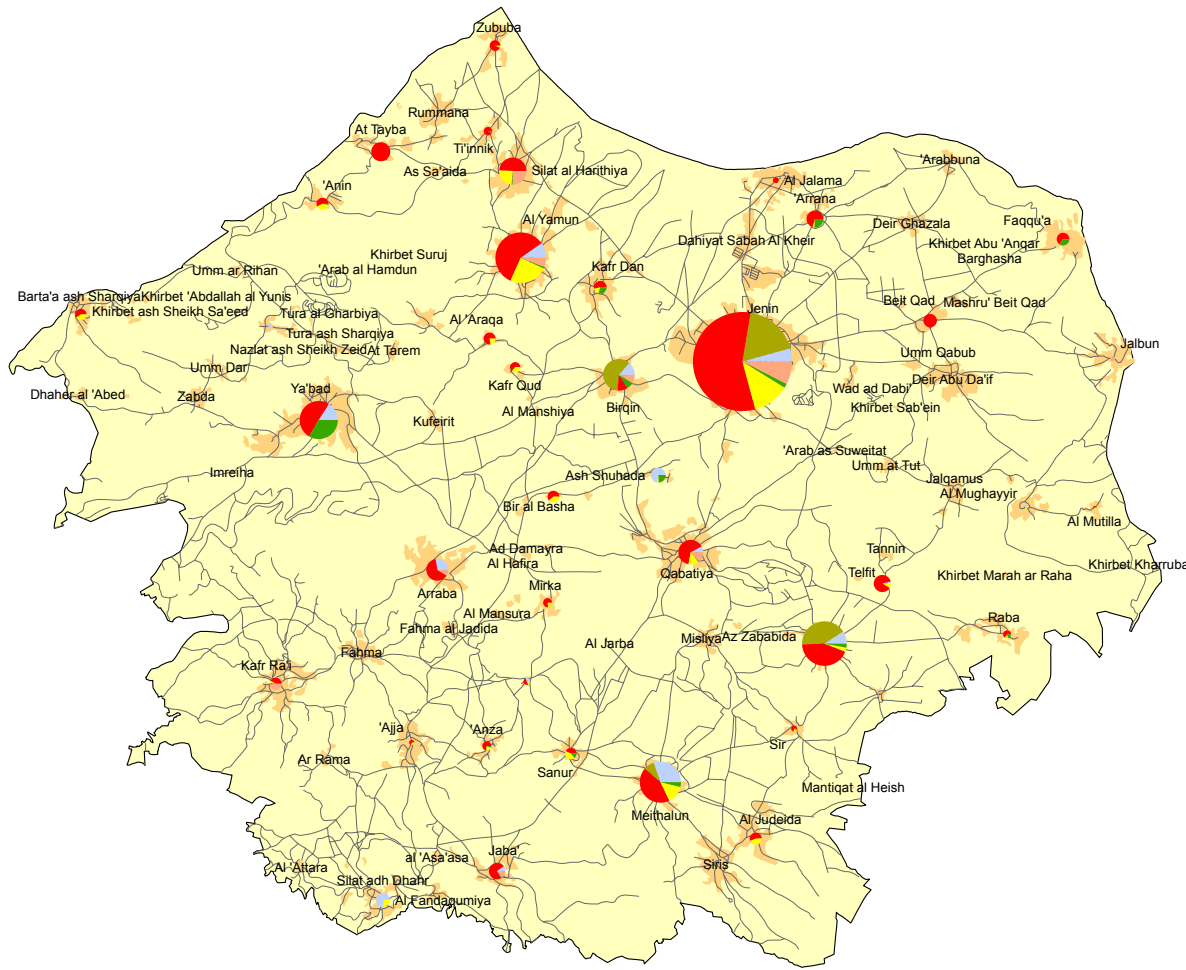 Zububa
Rummana
At Tayba
Ti'innik
As Sa'aida
Silat al Harithiya
'Arabbuna
Al Jalama
'Anin
'Arrana
Al Yamun
Deir Ghazala
Faqqu'a
Dahiyat Sabah Al Kheir
Khirbet Abu 'Anqar
Khirbet Suruj
Barghasha
Kafr Dan
Umm ar Rihan
'Arab al Hamdun
Barta'a ash Sharqiya
Khirbet 'Abdallah al Yunis
Beit Qad
Mashru' Beit Qad
Khirbet ash Sheikh Sa'eed
Tura al Gharbiya
Jenin
Al 'Araqa
Tura ash Sharqiya
Jalbun
Nazlat ash Sheikh Zeid
At Tarem
Umm Qabub
Umm Dar
Kafr Qud
Deir Abu Da'if
Ya'bad
Wad ad Dabi'
Dhaher al 'Abed
Zabda
Birqin
Khirbet Sab'ein
Al Manshiya
Kufeirit
'Arab as Suweitat
Umm at Tut
Imreiha
Ash Shuhada
Jalqamus
Al Mughayyir
Bir al Basha
Al Mutilla
Ad Damayra
Tannin
Al Hafira
Khirbet Kharruba
Qabatiya
Telfit
Khirbet Marah ar Raha
Arraba
Mirka
Al Mansura
Raba
Fahma al Jadida
Misliya
Az Zababida
Al Jarba
Fahma
Kafr Ra'i
'Ajja
'Anza
Sir
Ar Rama
Sanur
Mantiqat al Heish
Meithalun
Al Judeida
Jaba'
al 'Asa'asa
Siris
Al 'Attara
Silat adh Dhahr
Al Fandaqumiya